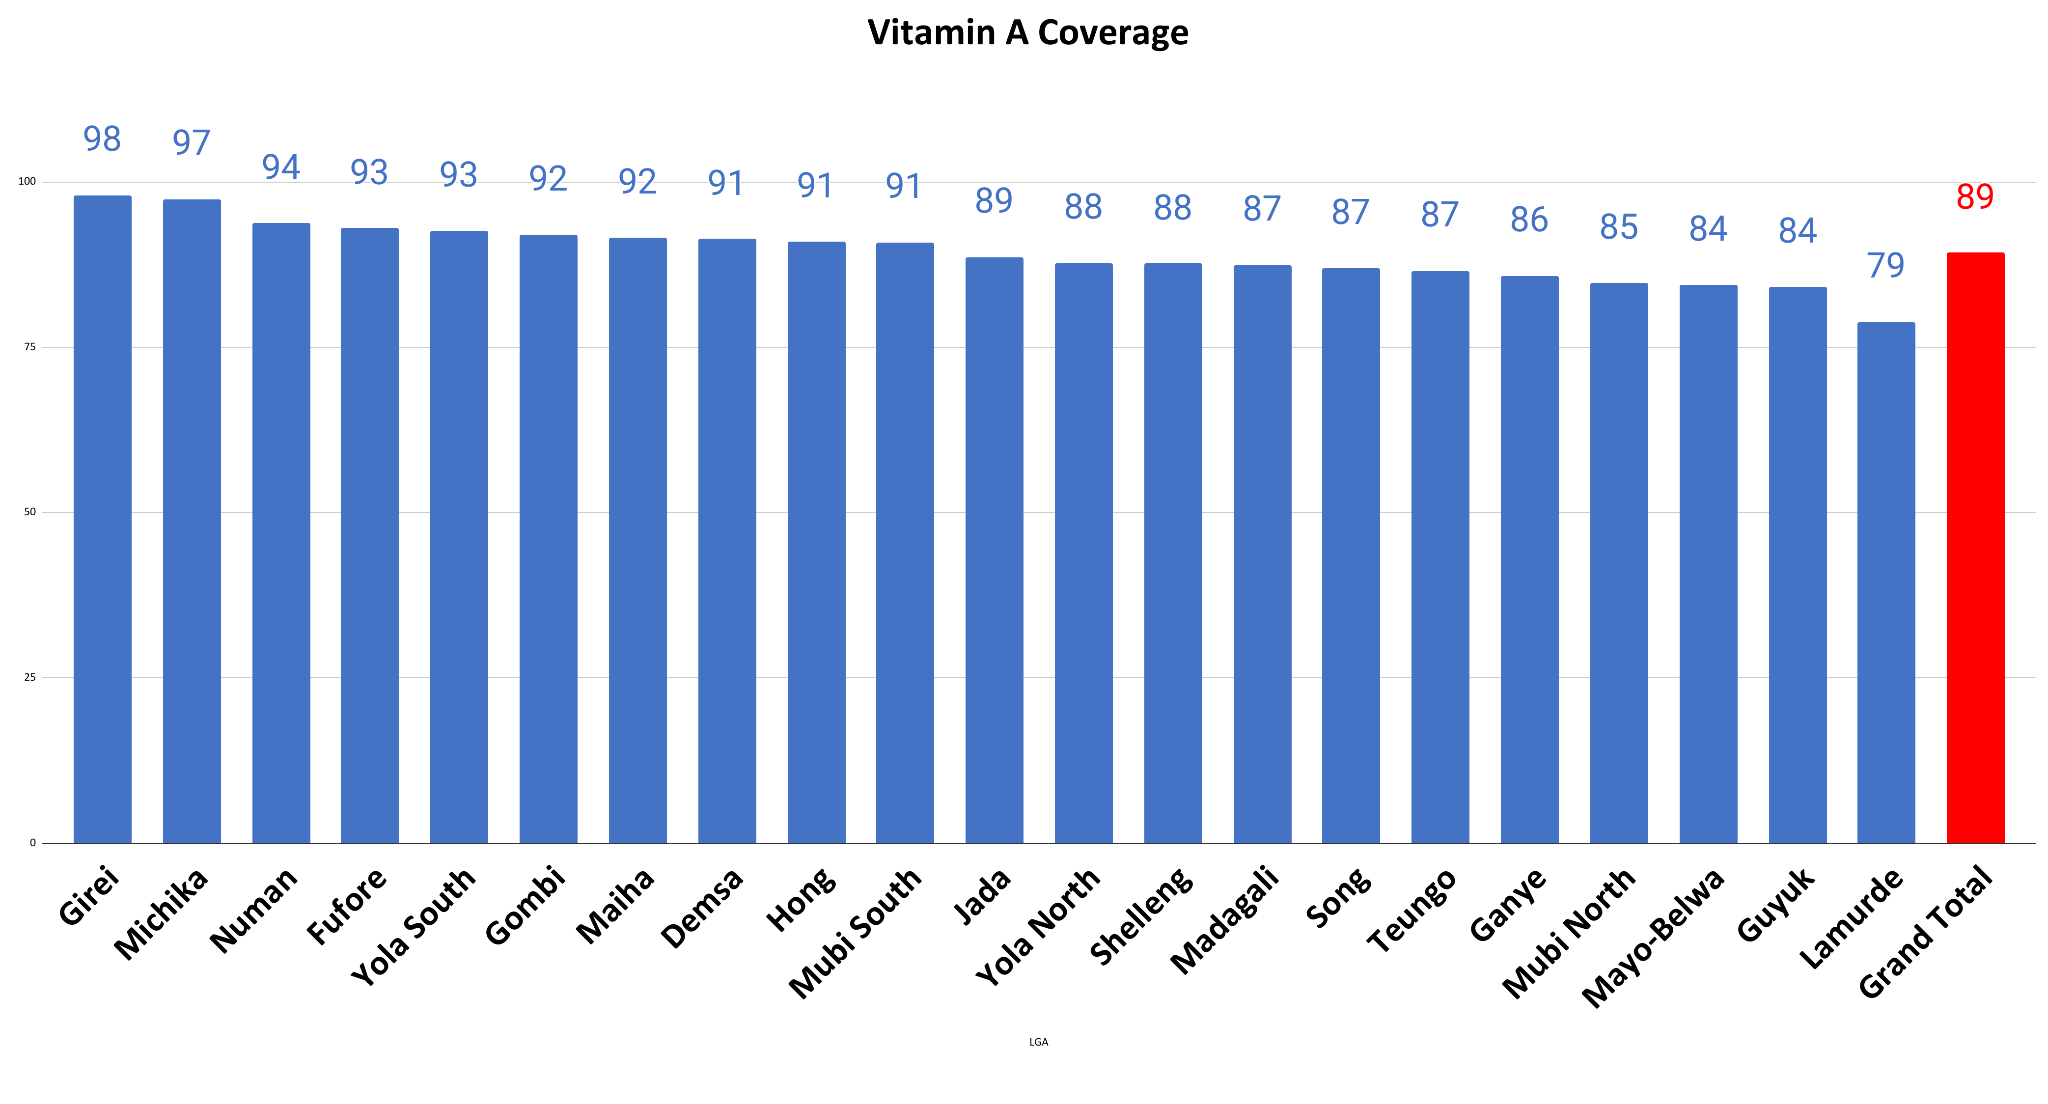 Vitamin A Coverage
98 97 94 93 93 92 92 91 91 91 89 88 88 87 87 87 86 85 84 84 79 89
100
75
50
25
0
Girei
Michika
Numan
Fufore
Yola South
Gombi
Maiha
Demsa
Hong
Mubi South
Jada
Yola North
Shelleng
Madagali
Song
Teungo
Ganye
Mubi North
Mayo-Belwa
Guyuk
Lamurde
Grand Total
LGA